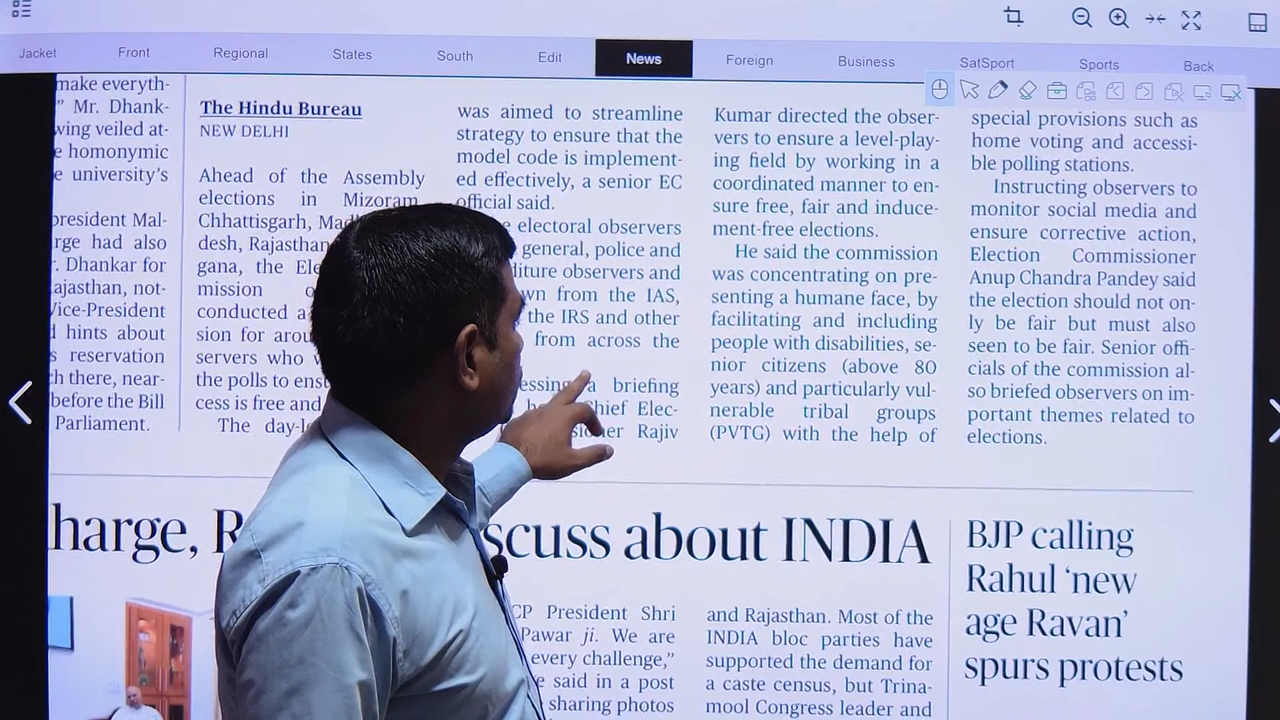 Jacket Front Regional States South Edit News Foreign Business SatSport Sports Back
make everyth-
” Mr. Dhank-
wing veiled at-
e homonymic
e university’s
president Mal-
rge had also
r. Dhankar for
ajasthan, not-
Vice-President
d hints about
s reservation
ch there, near-
before the Bill
Parliament.
The Hindu Bureau
NEW DELHI
Ahead of the Assembly
elections in Mizoram,
Chhattisgarh, Mad
desh, Rajasthan
gana, the Ele
mission o
conducted a
sion for arou
servers who
the polls to ens
cess is free and
The day-l
was aimed to streamline
strategy to ensure that the
model code is implement-
ed effectively, a senior EC
official said.
electoral observers
general, police and
diture observers and
wn from the IAS,
the IRS and other
from across the
essing a briefing
Chief Elec-
ner Rajiv
Kumar directed the obser-
vers to ensure a level-play-
ing field by working in a
coordinated manner to en-
sure free, fair and induce-
ment-free elections.
He said the commission
was concentrating on pre-
senting a humane face, by
facilitating and including
people with disabilities, se-
nior citizens (above 80
years) and particularly vul-
nerable tribal groups
(PVTG) with the help of
special provisions such as
home voting and accessi-
ble polling stations.
Instructing observers to
monitor social media and
ensure corrective action,
Election Commissioner
Anup Chandra Pandey said
the election should not on-
ly be fair but must also
seen to be fair. Senior offi-
cials of the commission al-
so briefed observers on im-
portant themes related to
elections.
harge, R scuss about INDIA
CP President Shri
Pawar ji. We are
every challenge,”
e said in a post
sharing photos
and Rajasthan. Most of the
INDIA bloc parties have
supported the demand for
a caste census, but Trina-
mool Congress leader and
BJP calling
Rahul ‘new
age Ravan’
spurs protests